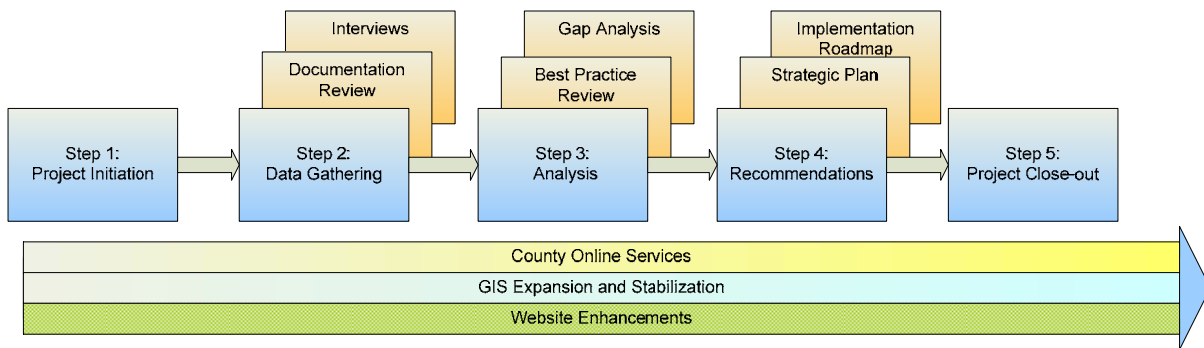 Interviews
Documentation
Review
Gap Analysis
Best Practice
Review
Implementation
Roadmap
Strategic Plan
Step 1:
Project Initiation
Step 2:
Data Gathering
Step 3:
Analysis
Step 4:
Recommendations
Step 5:
Project Close-out
County Online Services
GIS Expansion and Stabilization
Website Enhancements